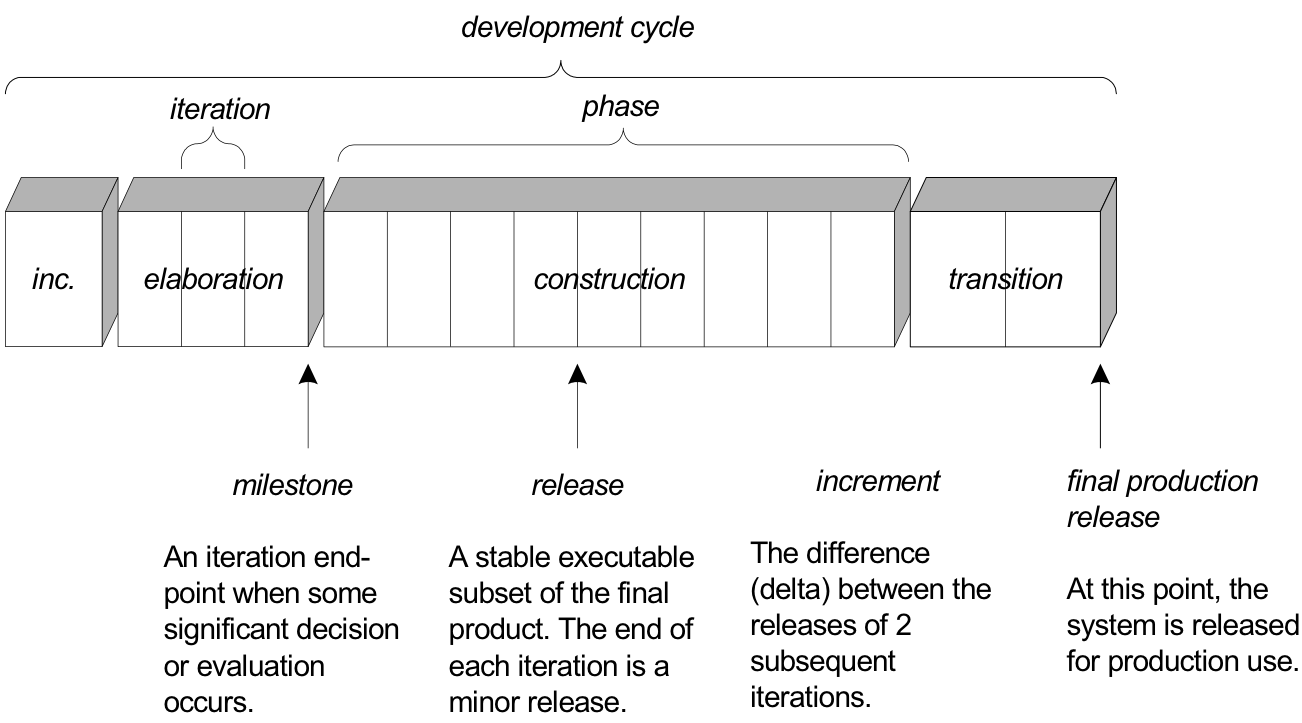 development cycle
iteration
phase
inc.
elaboration
construction
transition
milestone
An iteration end-
point when some
significant decision
or evaluation
occurs.
release
A stable executable
subset of the final
product. The end of
each iteration is a
minor release.
increment
The difference
(delta) between the
releases of 2
subsequent
iterations.
final production
release
At this point, the
system is released
for production use.